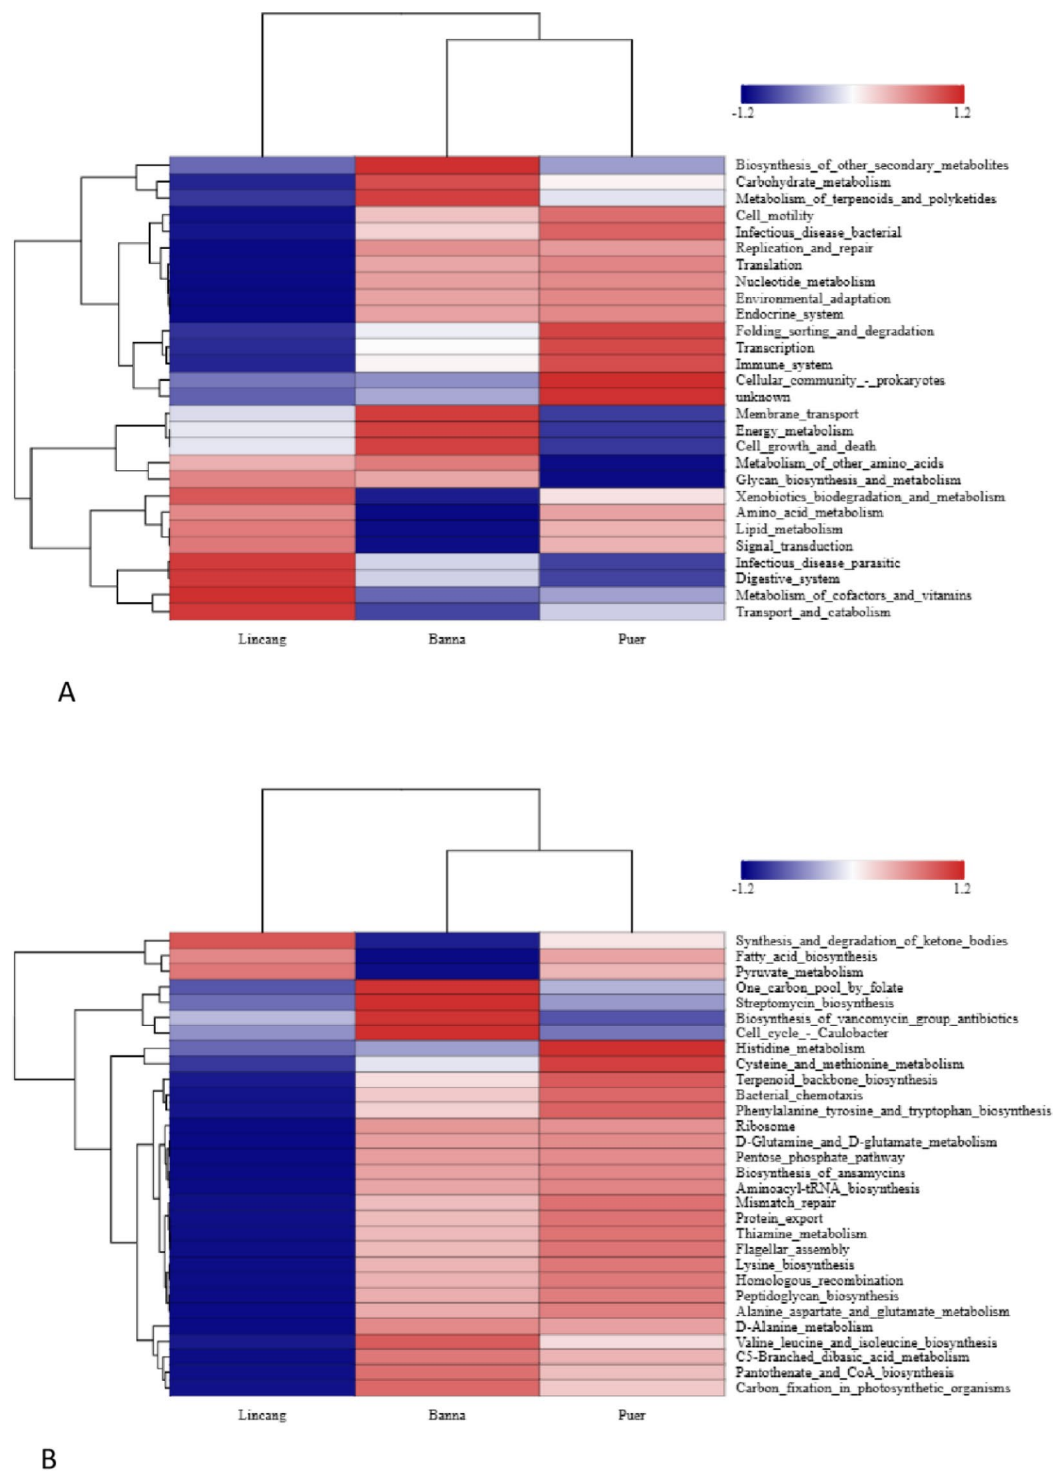 -1.2 1.2
Biosynthesis_of_other_secondary_metabolites
Carbohydrate_metabolism
Metabolism_of_terpenoids_and_polyketides
Cell_motility
Infectious_disease_bacterial
Replication_and_repair
Translation
Nucleotide_metabolism
Environmental_adaptation
Endocrine_system
Folding_sorting_and_degradation
Transcription
Immune_system
Cellular_community_-_prokaryotes
unknown
Membrane_transport
Energy_metabolism
Cell_growth_and_death
Metabolism_of_other_amino_acids
Glycan_biosynthesis_and_metabolism
Xenobiotics_biodegradation_and_metabolism
Amino_acid_metabolism
Lipid_metabolism
Signal_transduction
Infectious_disease_parasitic
Digestive_system
Metabolism_of_cofactors_and_vitamins
Transport_and_catabolism
Lincang Banna Puer
A
-1.2 1.2
Synthesis_and_degradation_of_ketone_bodies
Fatty_acid_biosynthesis
Pyruvate_metabolism
One_carbon_pool_by_folate
Streptomycin_biosynthesis
Biosynthesis_of_vancomycin_group_antibiotics
Cell_cycle_-_Caulobacter
Histidine_metabolism
Cysteine_and_methionine_metabolism
Terpenoid_backbone_biosynthesis
Bacterial_chemotaxis
Phenylalanine_tyrosine_and_tryptophan_biosynthesis
Ribosome
D-Glutamine_and_D-glutamate_metabolism
Pentose_phosphate_pathway
Biosynthesis_of_ansamycins
Aminoacyl-tRNA_biosynthesis
Mismatch_repair
Protein_export
Thiamine_metabolism
Flagellar_assembly
Lysine_biosynthesis
Homologous_recombination
Peptidoglycan_biosynthesis
Alanine_aspartate_and_glutamate_metabolism
D-Alanine_metabolism
Valine_leucine_and_isoleucine_biosynthesis
C5-Branched_dibasic_acid_metabolism
Pantothenate_and_CoA_biosynthesis
Carbon_fixation_in_photosynthetic_organisms
Lincang Banna Puer
B